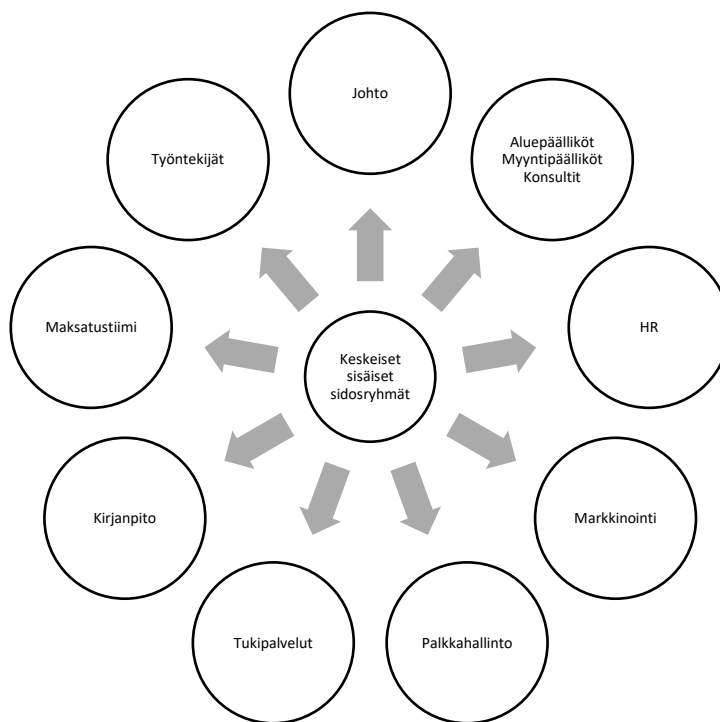 Johto
Aluepäälliköt
Myyntipäälliköt
Konsultit
HR
Markkinointi
Palkkahallinto
Tukipalvelut
Kirjanpito
Maksatustiimi
Työntekijät
Keskeiset
sisäiset
sidosryhmät